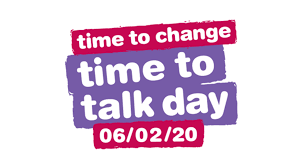 time to change
time to
talk day
06/02/20